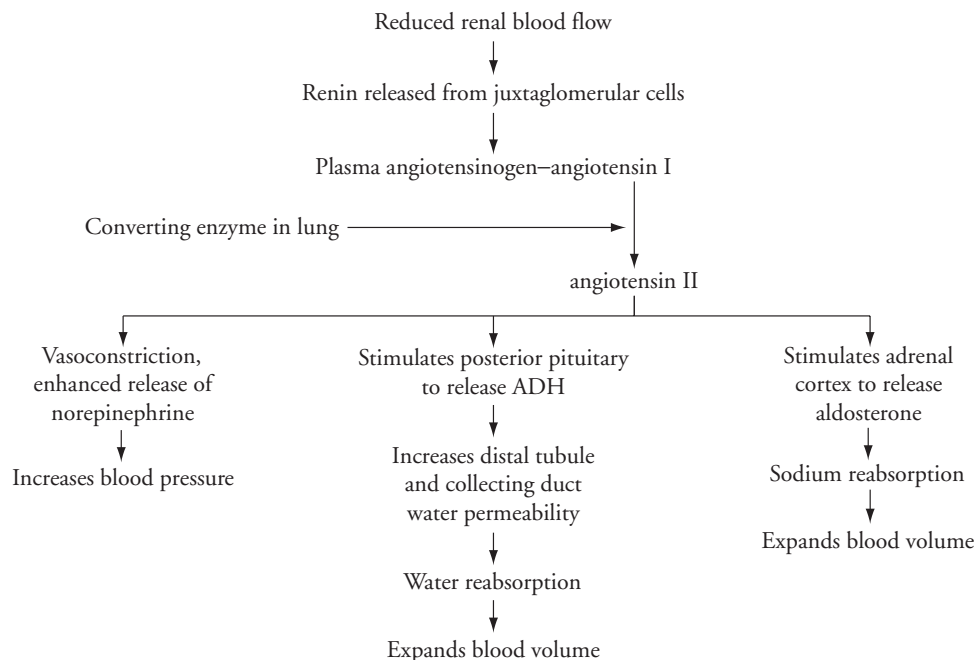 Reduced renal blood flow
Renin released from juxtaglomerular cells
Plasma angiotensinogen–angiotensin I
Converting enzyme in lung
angiotensin II
Vasoconstriction,
enhanced release of
norepinephrine
Increases blood pressure
Stimulates posterior pituitary
to release ADH
Increases distal tubule
and collecting duct
water permeability
Water reabsorption
Expands blood volume
Stimulates adrenal
cortex to release
aldosterone
Sodium reabsorption
Expands blood volume